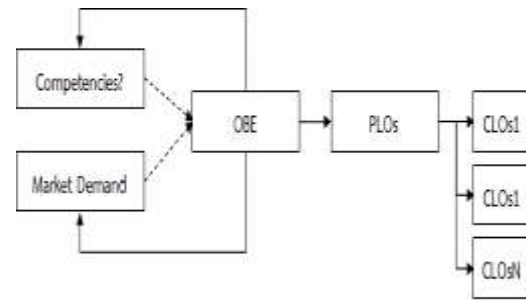 Competencies?
OBE
PLOs
CLOs1
Market Demand
CLOs1
CLOsN